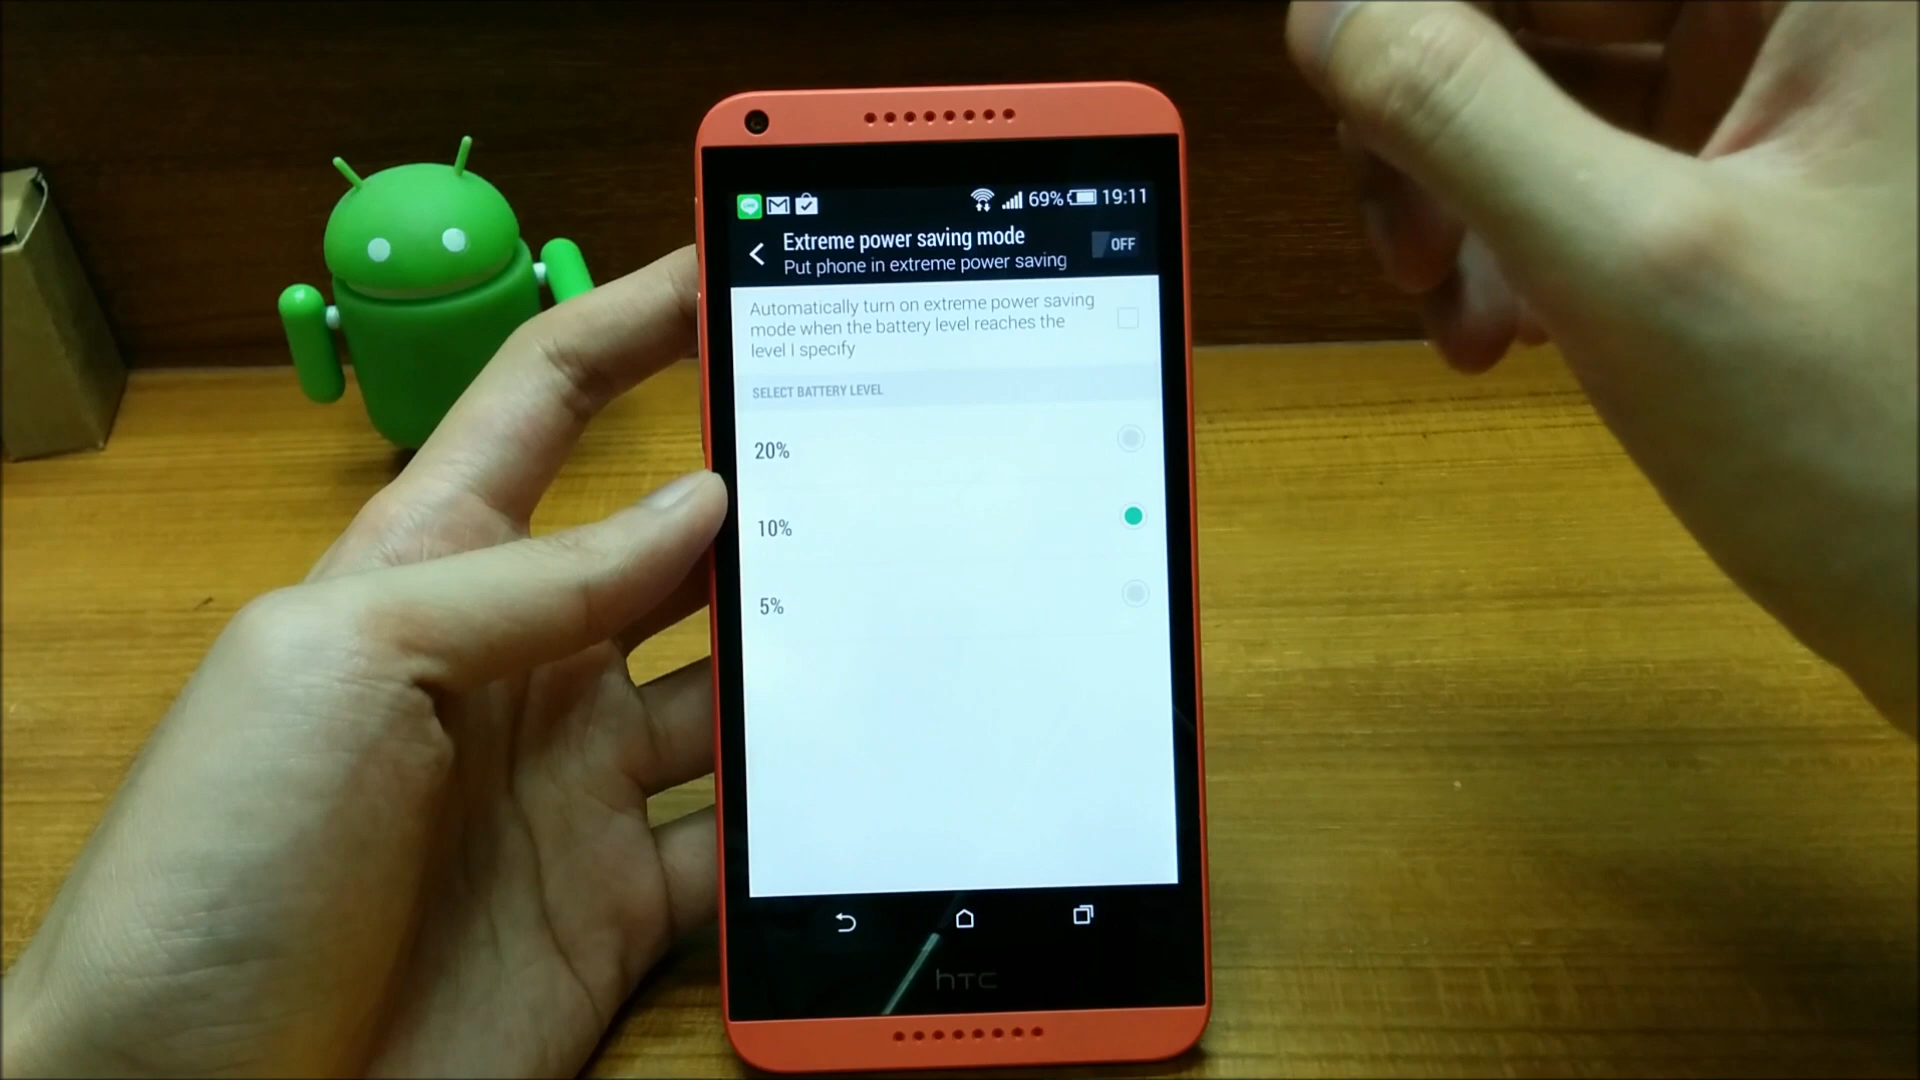 69% 19:11
Extreme power saving mode
OFF
Put phone in extreme power saving
Automatically turn on extreme power saving
mode when the battery level reaches the
level I specify
SELECT BATTERY LEVEL
20%
10%
5%
hTC